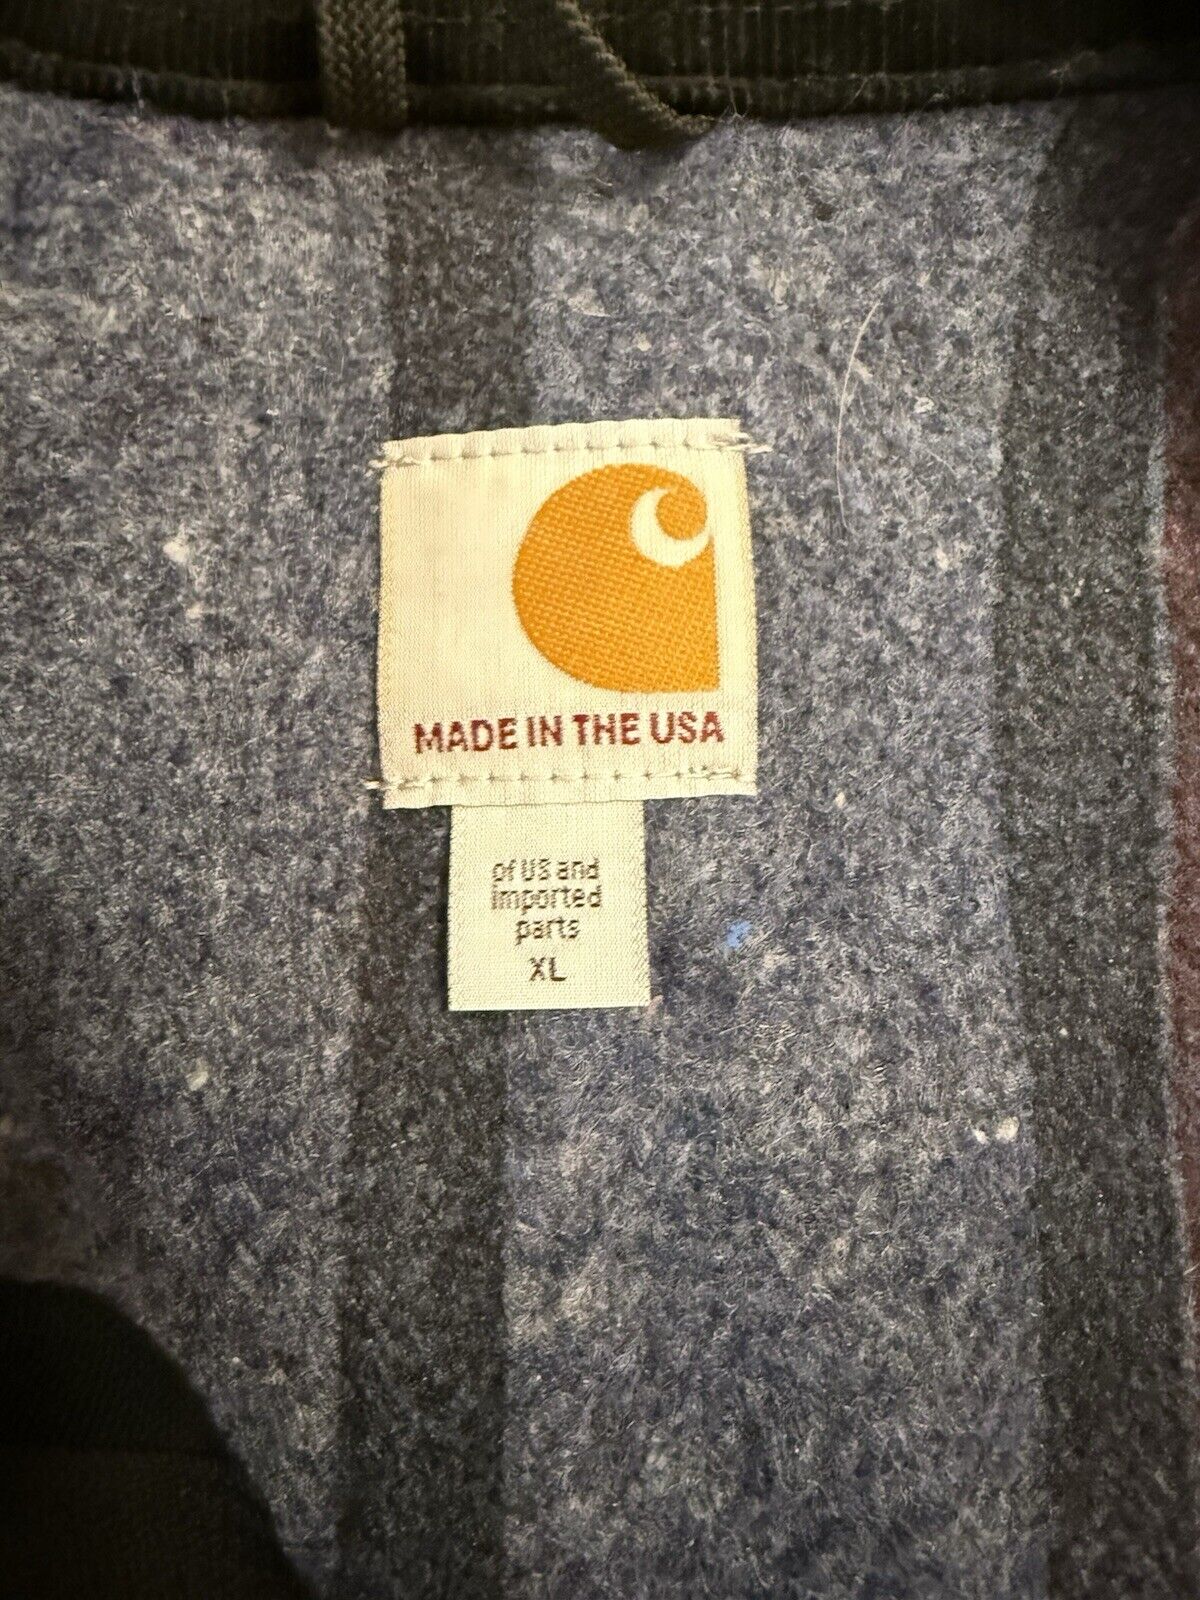 MADE IN THE USA
of US and
imported
parts
XL